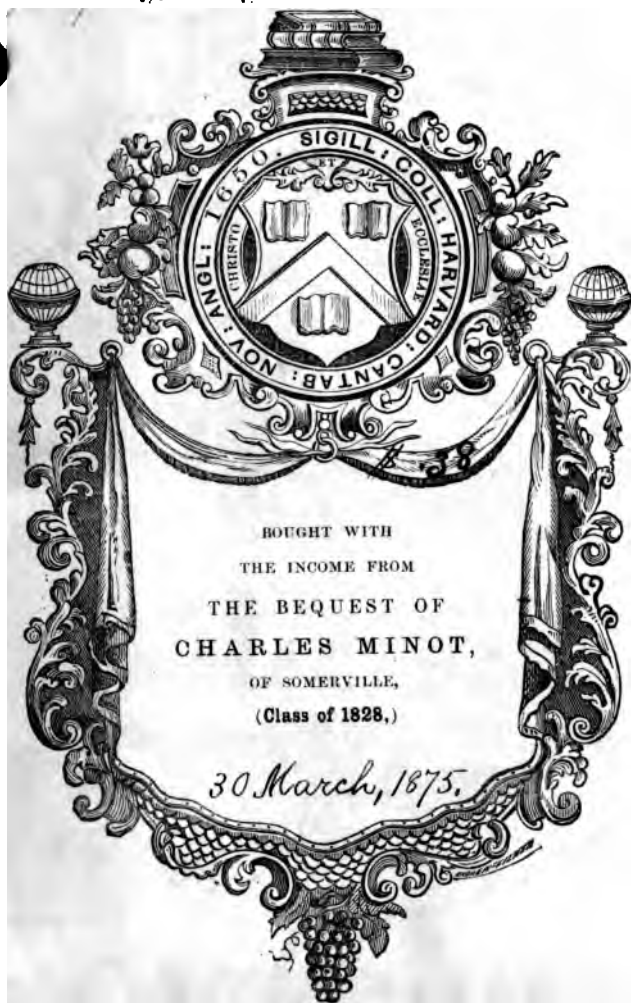 SIGILL: COLL: HARVARD: CANTAB: NOV: ANGL: 1650.
ET
CHRISTO
ECCLESIAE
BOUGHT WITH
THE INCOME FROM
THE BEQUEST OF
CHARLES MINOT,
OF SOMERVILLE,
(Class of 1828,)
30 March, 1875.